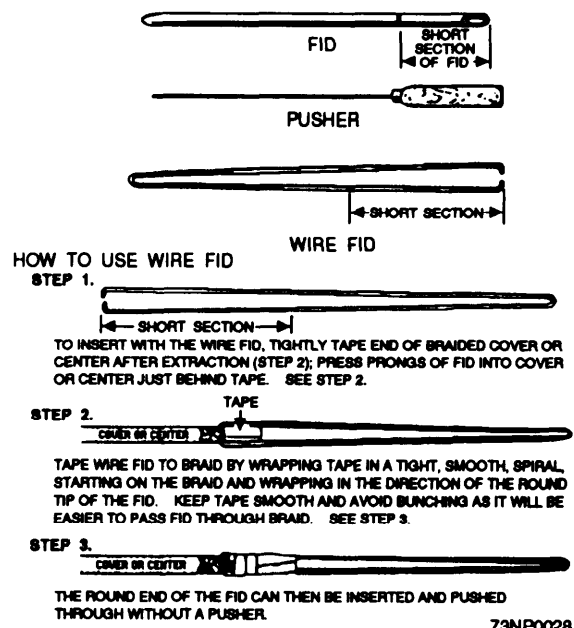 FID
SHORT
SECTION
OF FID
PUSHER
SHORT SECTION
WIRE FID
HOW TO USE WIRE FID
STEP 1.
SHORT SECTION
TO INSERT WITH THE WIRE FID, TIGHTLY TAPE END OF BRAIDED COVER OR
CENTER AFTER EXTRACTION (STEP 2); PRESS PRONGS OF FID INTO COVER
OR CENTER JUST BEHIND TAPE. SEE STEP 2.
TAPE
STEP 2.
COVER OR CENTER
TAPE WIRE FID TO BRAID BY WRAPPING TAPE IN A TIGHT, SMOOTH, SPIRAL,
STARTING ON THE BRAID AND WRAPPING IN THE DIRECTION OF THE ROUND
TIP OF THE FID. KEEP TAPE SMOOTH AND AVOID BUNCHING AS IT WILL BE
EASIER TO PASS FID THROUGH BRAID. SEE STEP 3.
STEP 3.
COVER OR CENTER
THE ROUND END OF THE FID CAN THEN BE INSERTED AND PUSHED
THROUGH WITHOUT A PUSHER.
73NP0028